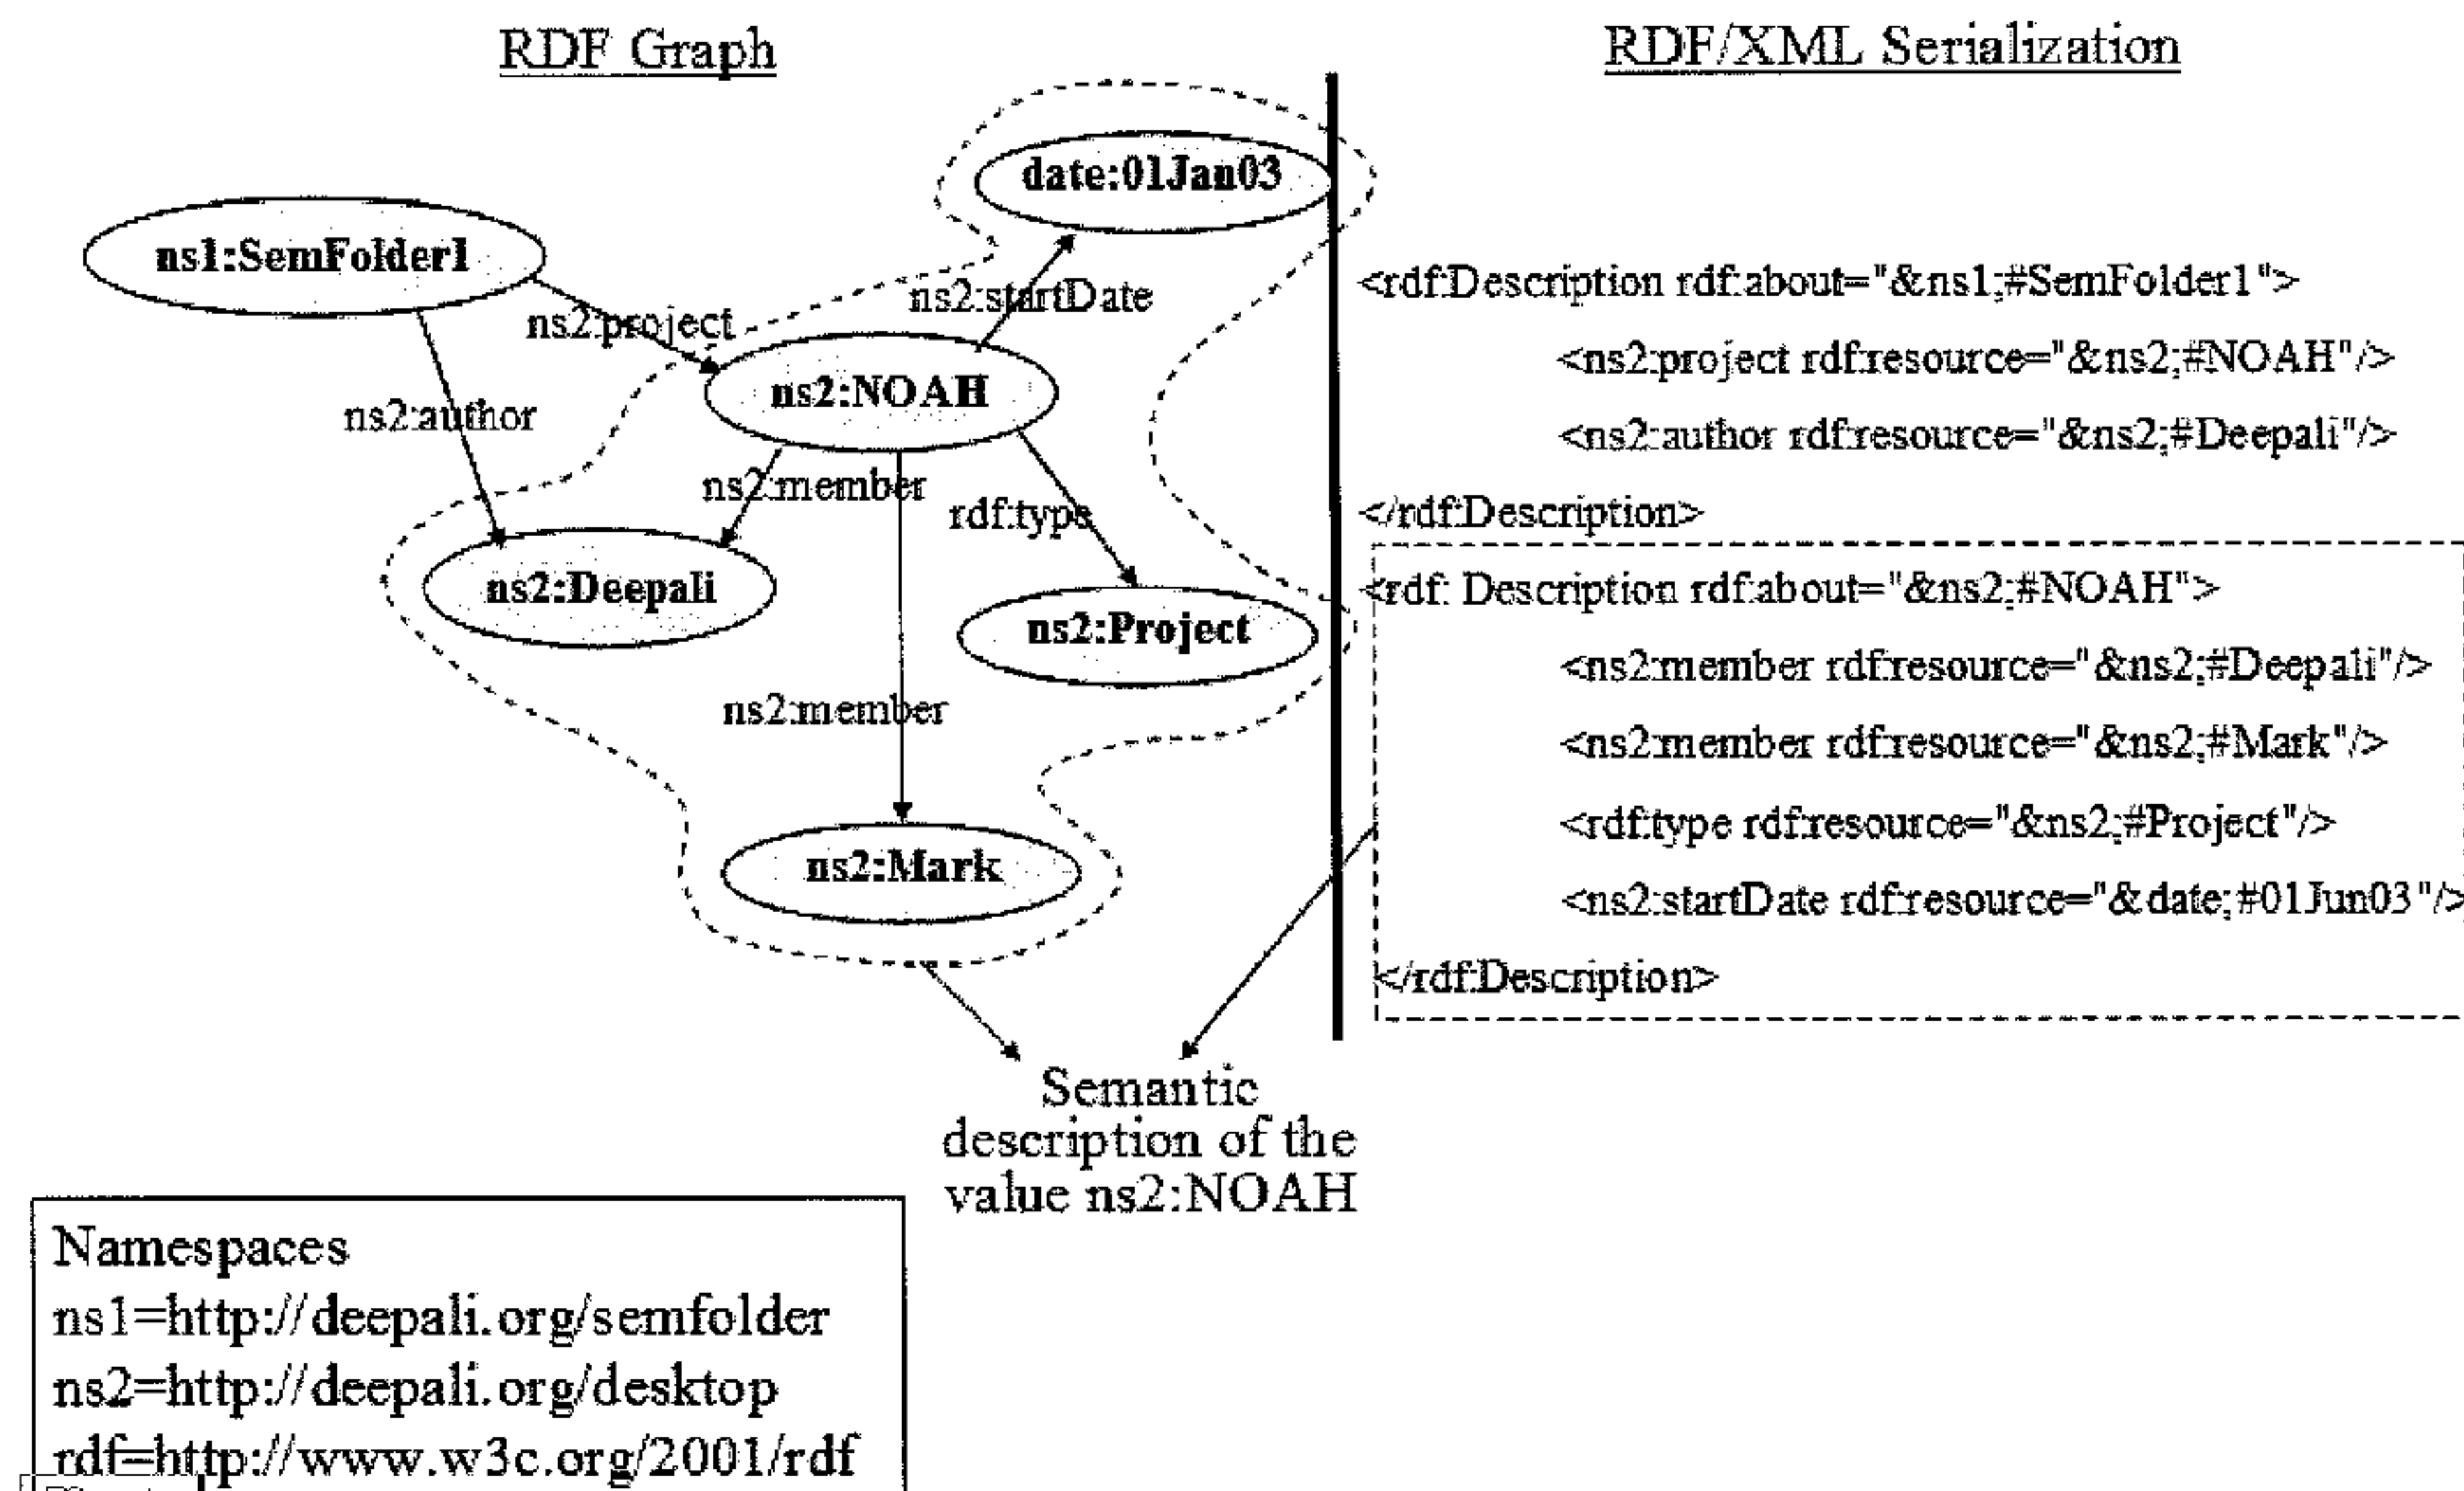 RDF Graph
RDF/XML Serialization
date:01Jan03
ns1:SemFolder1
ns2:startDate
ns2:project
ns2:NOAH
ns2:author
ns2:member
rdf:type
ns2:Deepali
ns2:Project
ns2:member
ns2:Mark
<rdf:Description rdf:about="&ns1;#SemFolder1">
<ns2:project rdf:resource="&ns2;#NOAH"/>
<ns2:author rdf:resource="&ns2;#Deepali"/>
</rdf:Description>
<rdf: Description rdf:about="&ns2;#NOAH">
<ns2:member rdf:resource="&ns2;#Deepali"/>
<ns2:member rdf:resource="&ns2;#Mark"/>
<rdf:type rdf:resource="&ns2;#Project"/>
<ns2:startDate rdf:resource="&date;#01Jun03"/>
</rdf:Description>
Semantic
description of the
value ns2:NOAH
Namespaces
ns1=http://deepali.org/semfolder
ns2=http://deepali.org/desktop
rdf=http://www.w3c.org/2001/rdf